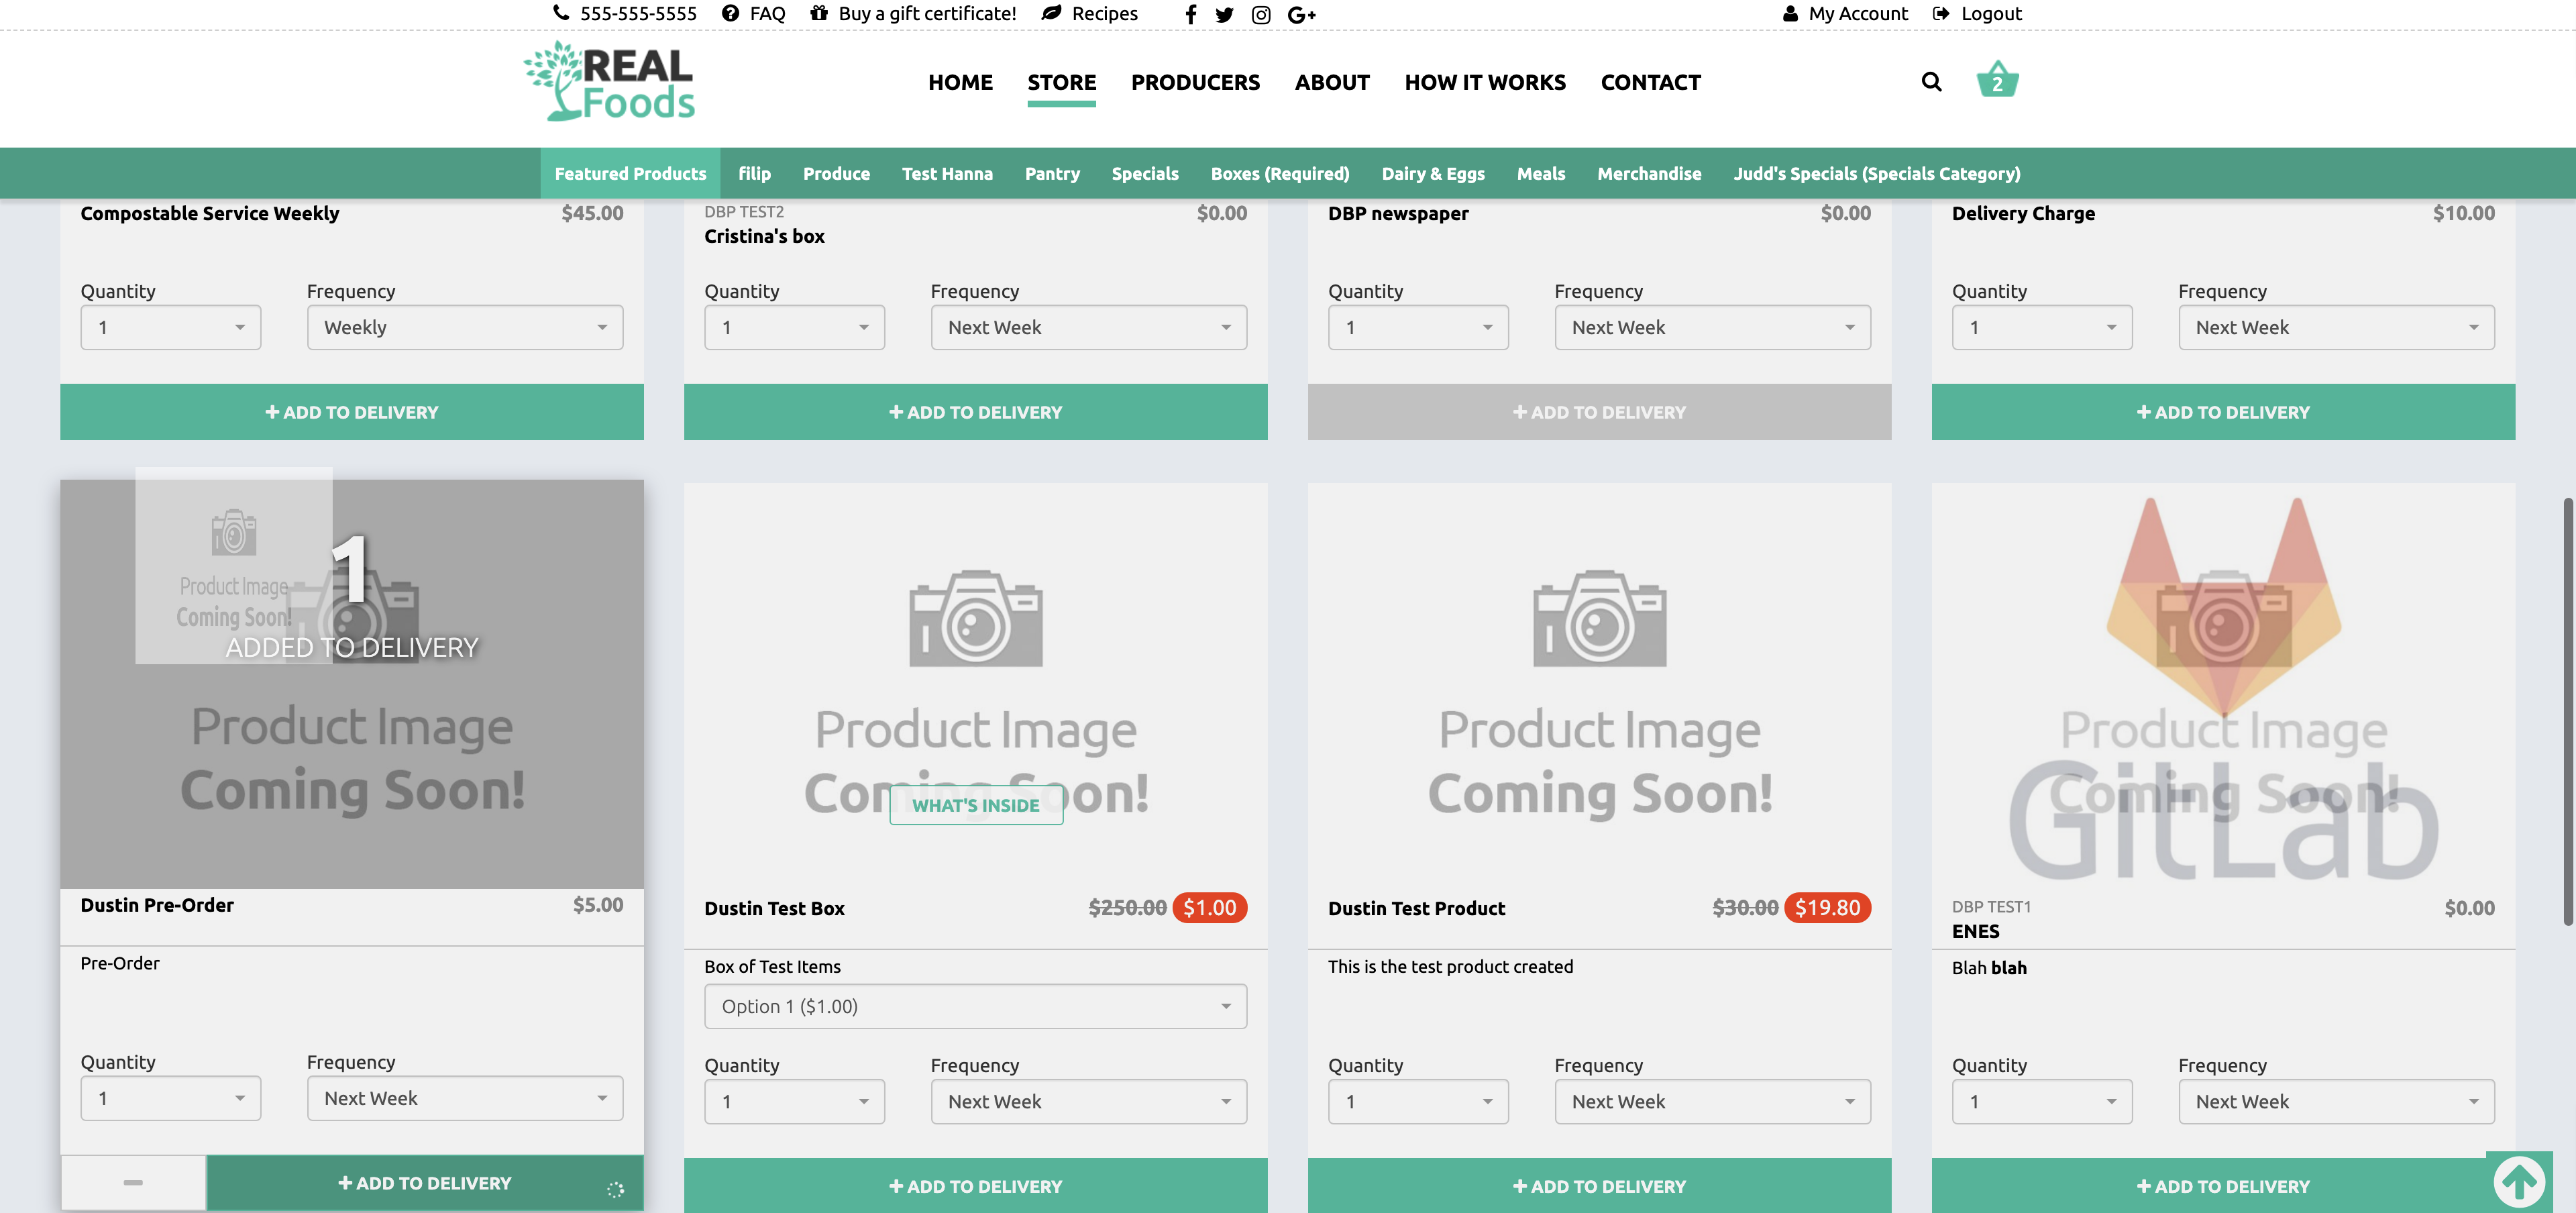 555-555-5555 FAQ Buy a gift certificate! Recipes My Account Logout
REAL
Foods
HOME STORE PRODUCERS ABOUT HOW IT WORKS CONTACT 2
Featured Products filip Produce Test Hanna Pantry Specials Boxes (Required) Dairy & Eggs Meals Merchandise Judd's Specials (Specials Category)
Compostable Service Weekly $45.00
Quantity Frequency
1 Weekly
+ ADD TO DELIVERY
DBP TEST2 $0.00
Cristina's box
Quantity Frequency
1 Next Week
+ ADD TO DELIVERY
DBP newspaper $0.00
Quantity Frequency
1 Next Week
+ ADD TO DELIVERY
Delivery Charge $10.00
Quantity Frequency
1 Next Week
+ ADD TO DELIVERY
Product Image
Coming Soon!
1
ADDED TO DELIVERY
Product Image
Coming Soon!
Dustin Pre-Order $5.00
Pre-Order
Quantity Frequency
1 Next Week
+ ADD TO DELIVERY
Product Image
Coming Soon!
WHAT'S INSIDE
Dustin Test Box $250.00 $1.00
Box of Test Items
Option 1 ($1.00)
Quantity Frequency
1 Next Week
+ ADD TO DELIVERY
Product Image
Coming Soon!
Dustin Test Product $30.00 $19.80
This is the test product created
Quantity Frequency
1 Next Week
+ ADD TO DELIVERY
Product Image
Coming Soon!
GitLab
DBP TEST1 $0.00
ENES
Blah blah
Quantity Frequency
1 Next Week
+ ADD TO DELIVERY